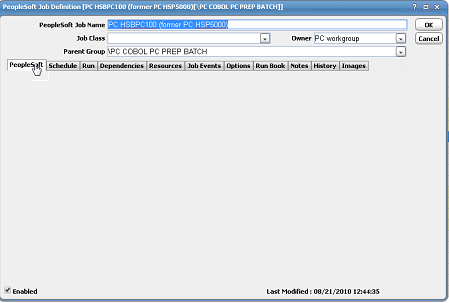 PeopleSoft Job Definition [PC HSBPC100 (former PC HSP5000)[\PC COBOL PC PREP BATCH]]
PeopleSoft Job Name PC HSBPC100 (former PC HSP5000) OK
Job Class Owner PC workgroup Cancel
Parent Group \PC COBOL PC PREP BATCH
PeopleSoft Schedule Run Dependencies Resources Job Events Options Run Book Notes History Images
Enabled Last Modified : 08/21/2010 12:44:35